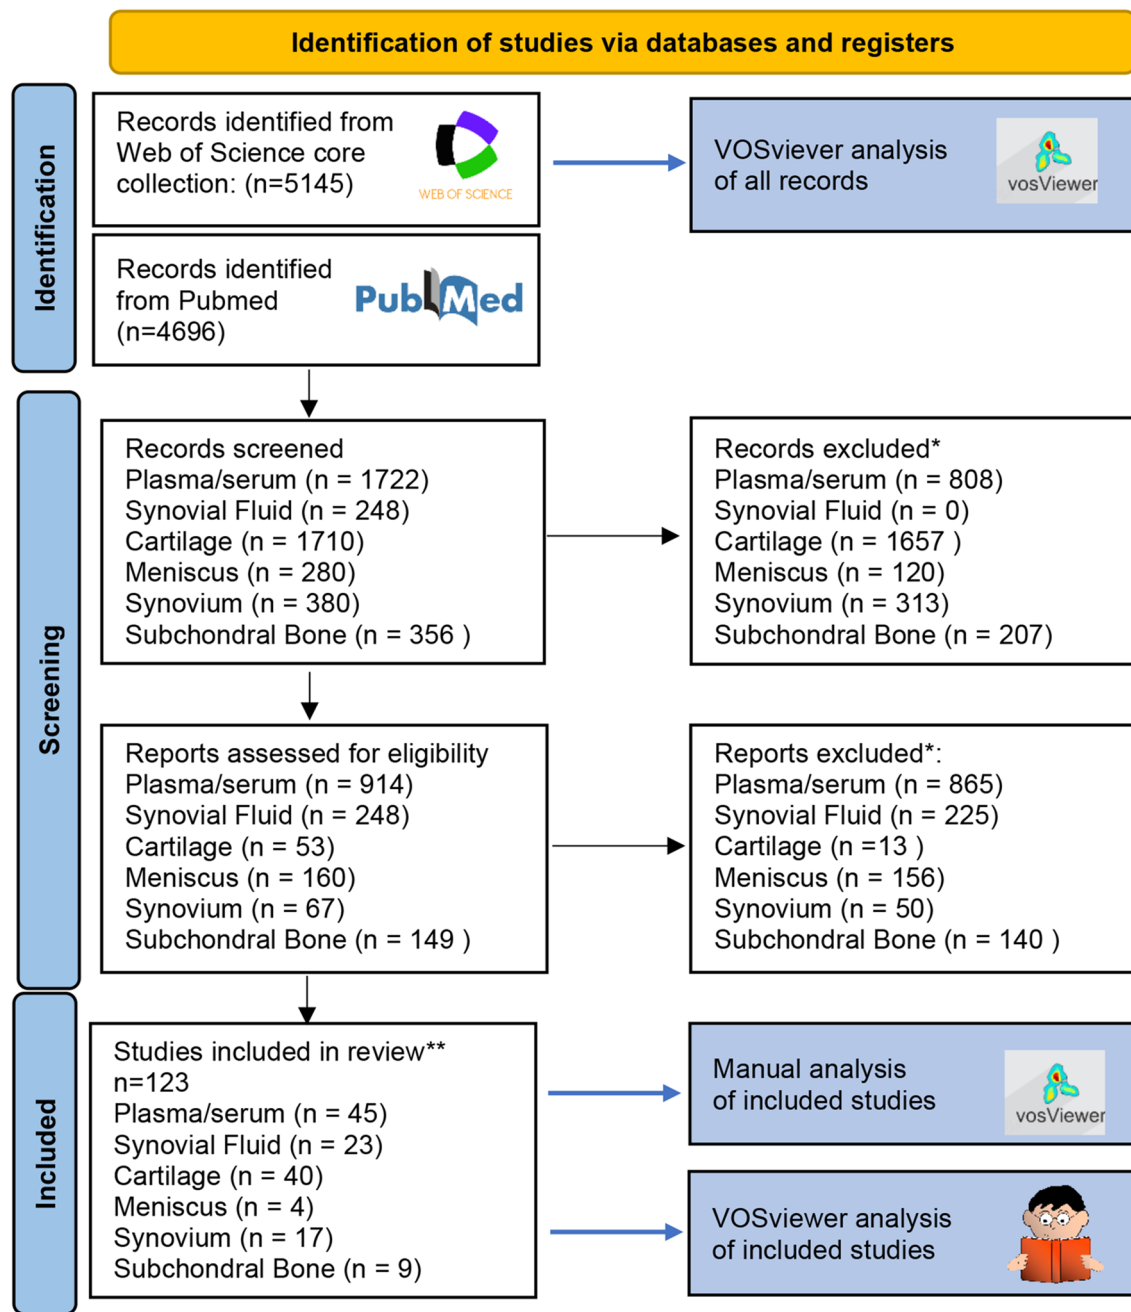 Identification of studies via databases and registers
Identification
Records identified from
Web of Science core
collection: (n=5145)
WEB OF SCIENCE
VOSviever analysis
of all records
vosViewer
Records identified
from Pubmed
(n=4696)
PubMed
Screening
Records screened
Plasma/serum (n = 1722)
Synovial Fluid (n = 248)
Cartilage (n = 1710)
Meniscus (n = 280)
Synovium (n = 380)
Subchondral Bone (n = 356 )
Records excluded*
Plasma/serum (n = 808)
Synovial Fluid (n = 0)
Cartilage (n = 1657 )
Meniscus (n = 120)
Synovium (n = 313)
Subchondral Bone (n = 207)
Reports assessed for eligibility
Plasma/serum (n = 914)
Synovial Fluid (n = 248)
Cartilage (n = 53)
Meniscus (n = 160)
Synovium (n = 67)
Subchondral Bone (n = 149 )
Reports excluded*:
Plasma/serum (n = 865)
Synovial Fluid (n = 225)
Cartilage (n =13 )
Meniscus (n = 156)
Synovium (n = 50)
Subchondral Bone (n = 140 )
Included
Studies included in review**
n=123
Plasma/serum (n = 45)
Synovial Fluid (n = 23)
Cartilage (n = 40)
Meniscus (n = 4)
Synovium (n = 17)
Subchondral Bone (n = 9)
Manual analysis
of included studies
vosViewer
VOSviewer analysis
of included studies